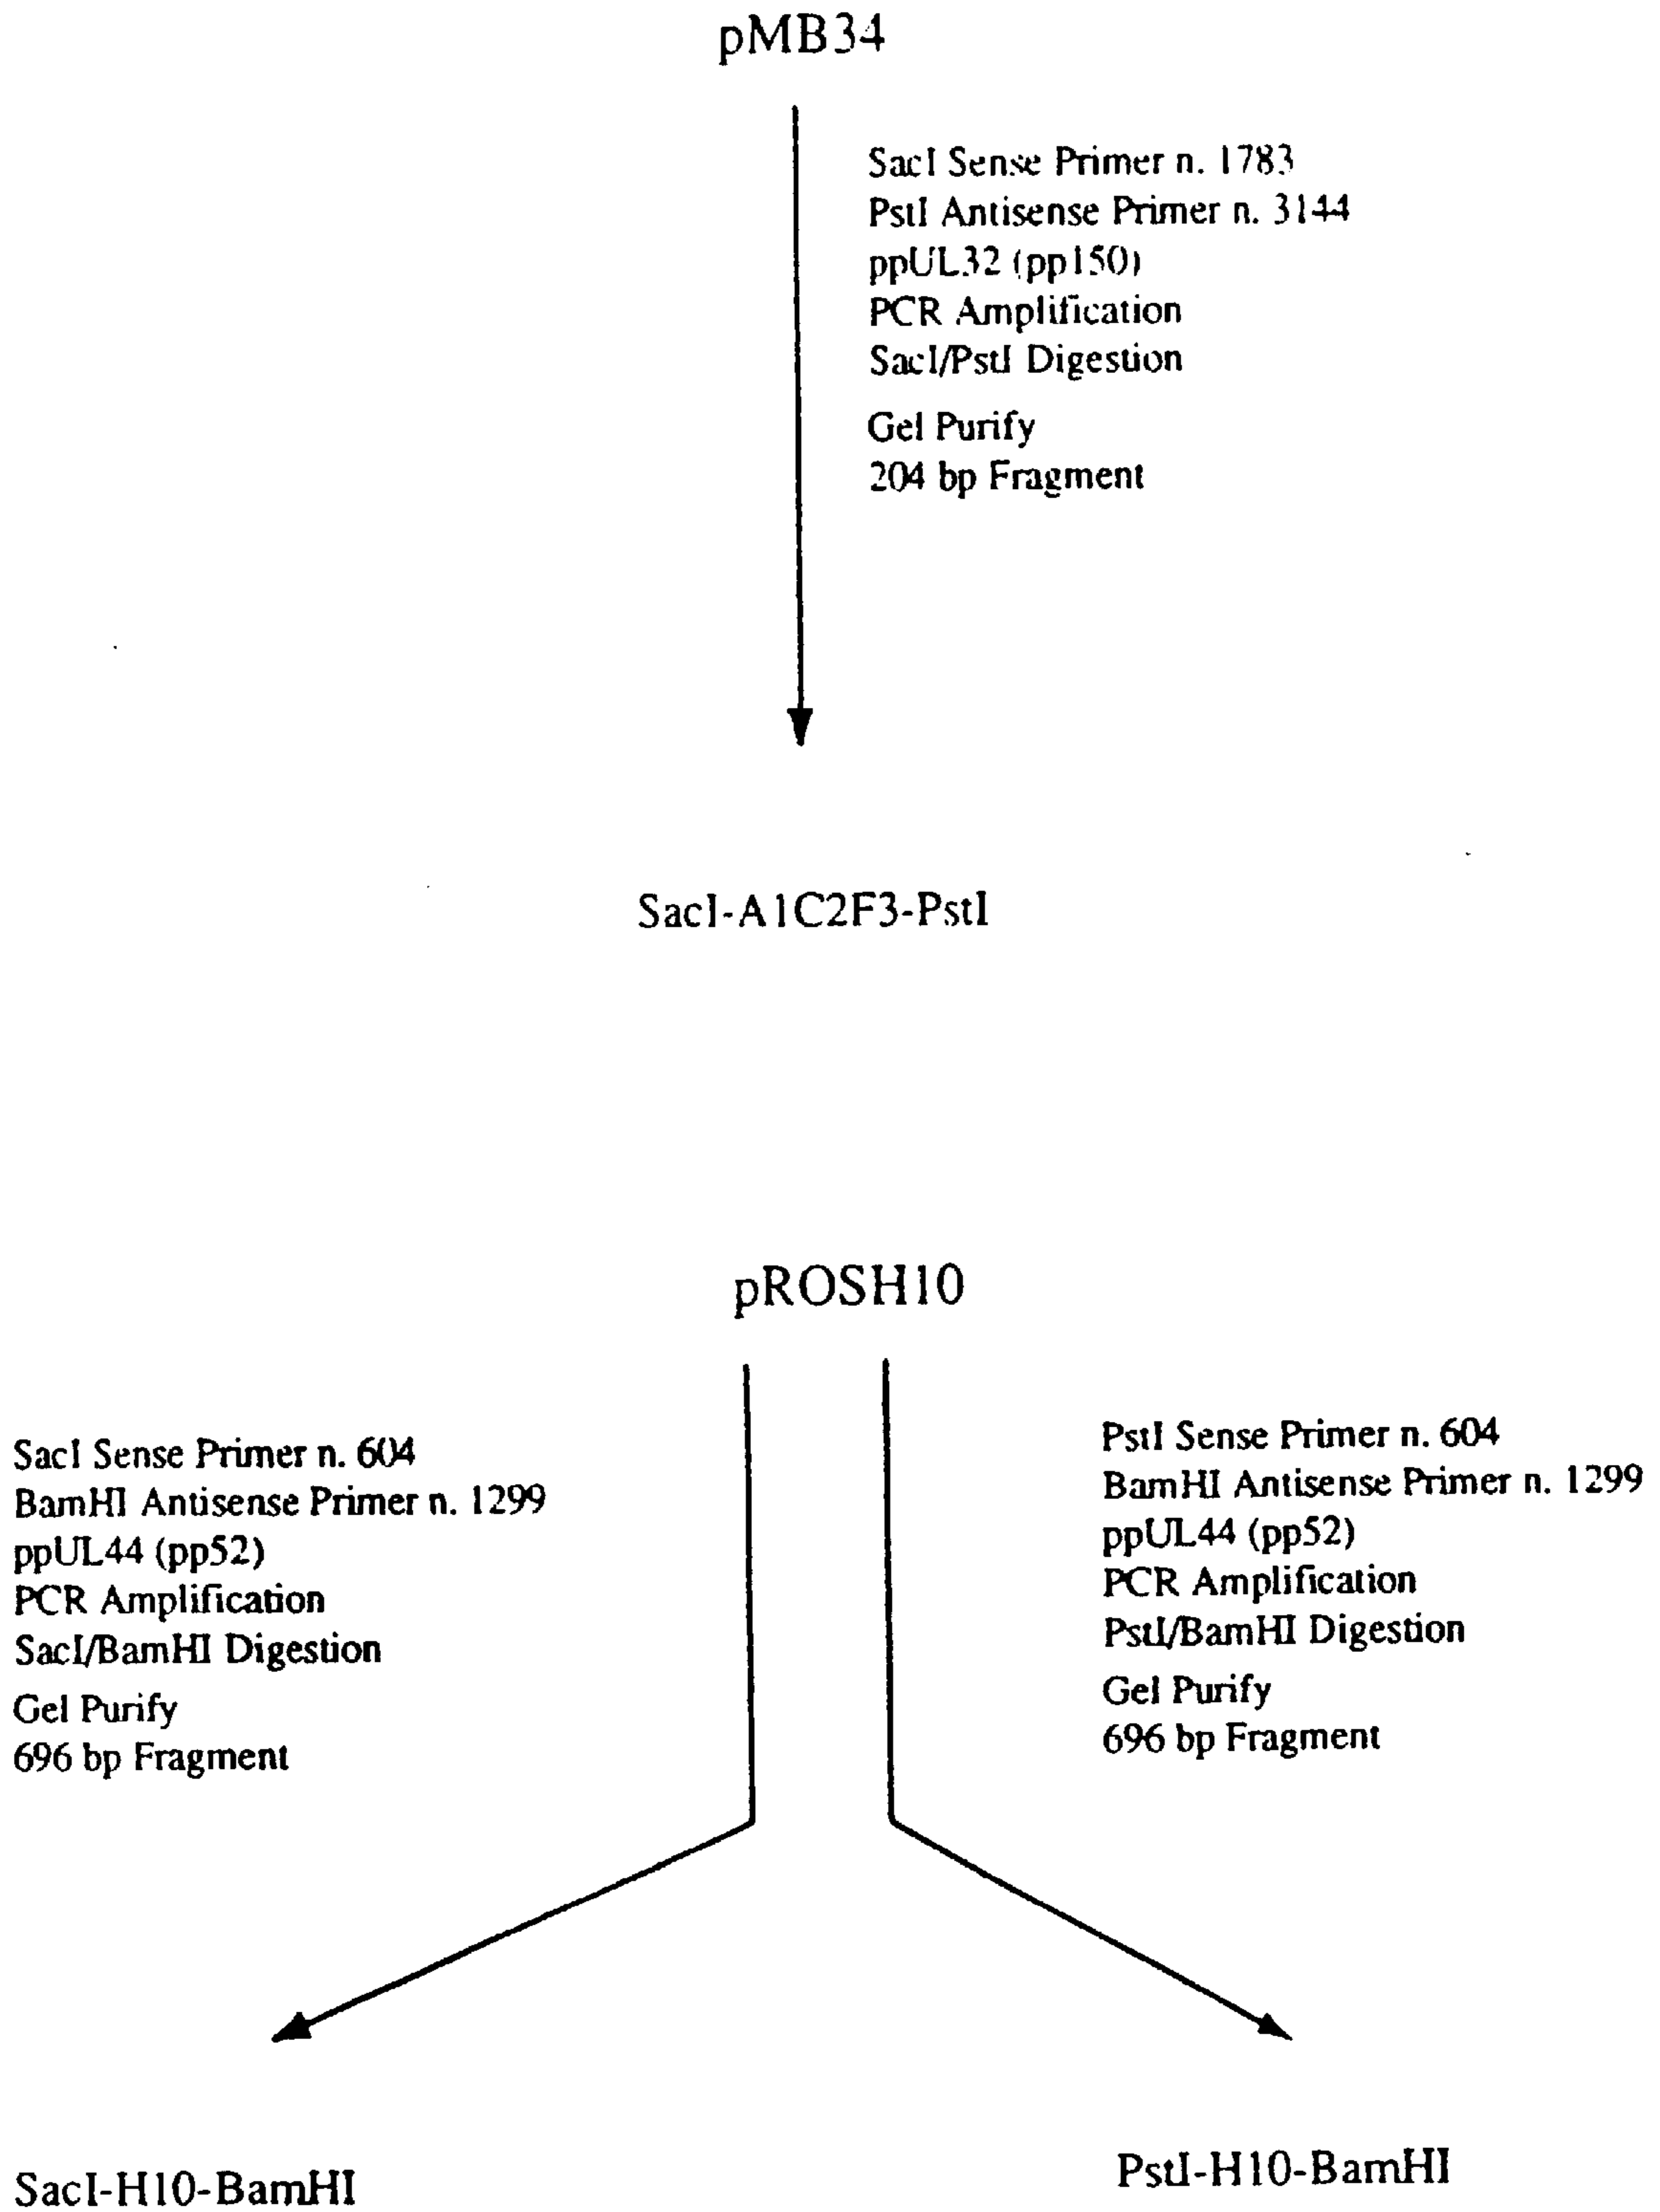 pMB34
SacI Sense Primer n. 1783
PstI Antisense Primer n. 3144
ppUL32 (pp150)
PCR Amplification
SacI/PstI Digestion
Gel Purify
204 bp Fragment
SacI-A1C2F3-PstI
pROSH10
SacI Sense Primer n. 604
BamHI Antisense Primer n. 1299
ppUL44 (pp52)
PCR Amplification
SacI/BamHI Digestion
Gel Purify
696 bp Fragment
PstI Sense Primer n. 604
BamHI Antisense Primer n. 1299
ppUL44 (pp52)
PCR Amplification
PstI/BamHI Digestion
Gel Purify
696 bp Fragment
SacI-H10-BamHI
PstI-H10-BamHI